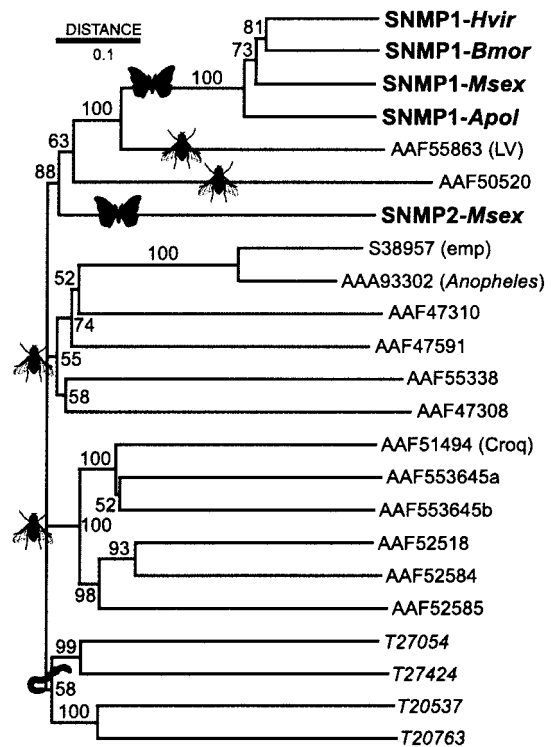 DISTANCE
0.1
81
SNMP1-Hvir
73
SNMP1-Bmor
100
SNMP1-Msex
100
SNMP1-Apol
63
AAF55863 (LV)
88
AAF50520
SNMP2-Msex
100
S38957 (emp)
52
AAA93302 (Anopheles)
74
AAF47310
55
AAF47591
AAF55338
58
AAF47308
100
AAF51494 (Croq)
AAF553645a
52
AAF553645b
100
93
AAF52518
AAF52584
98
AAF52585
99
T27054
T27424
58
T20537
100
T20763